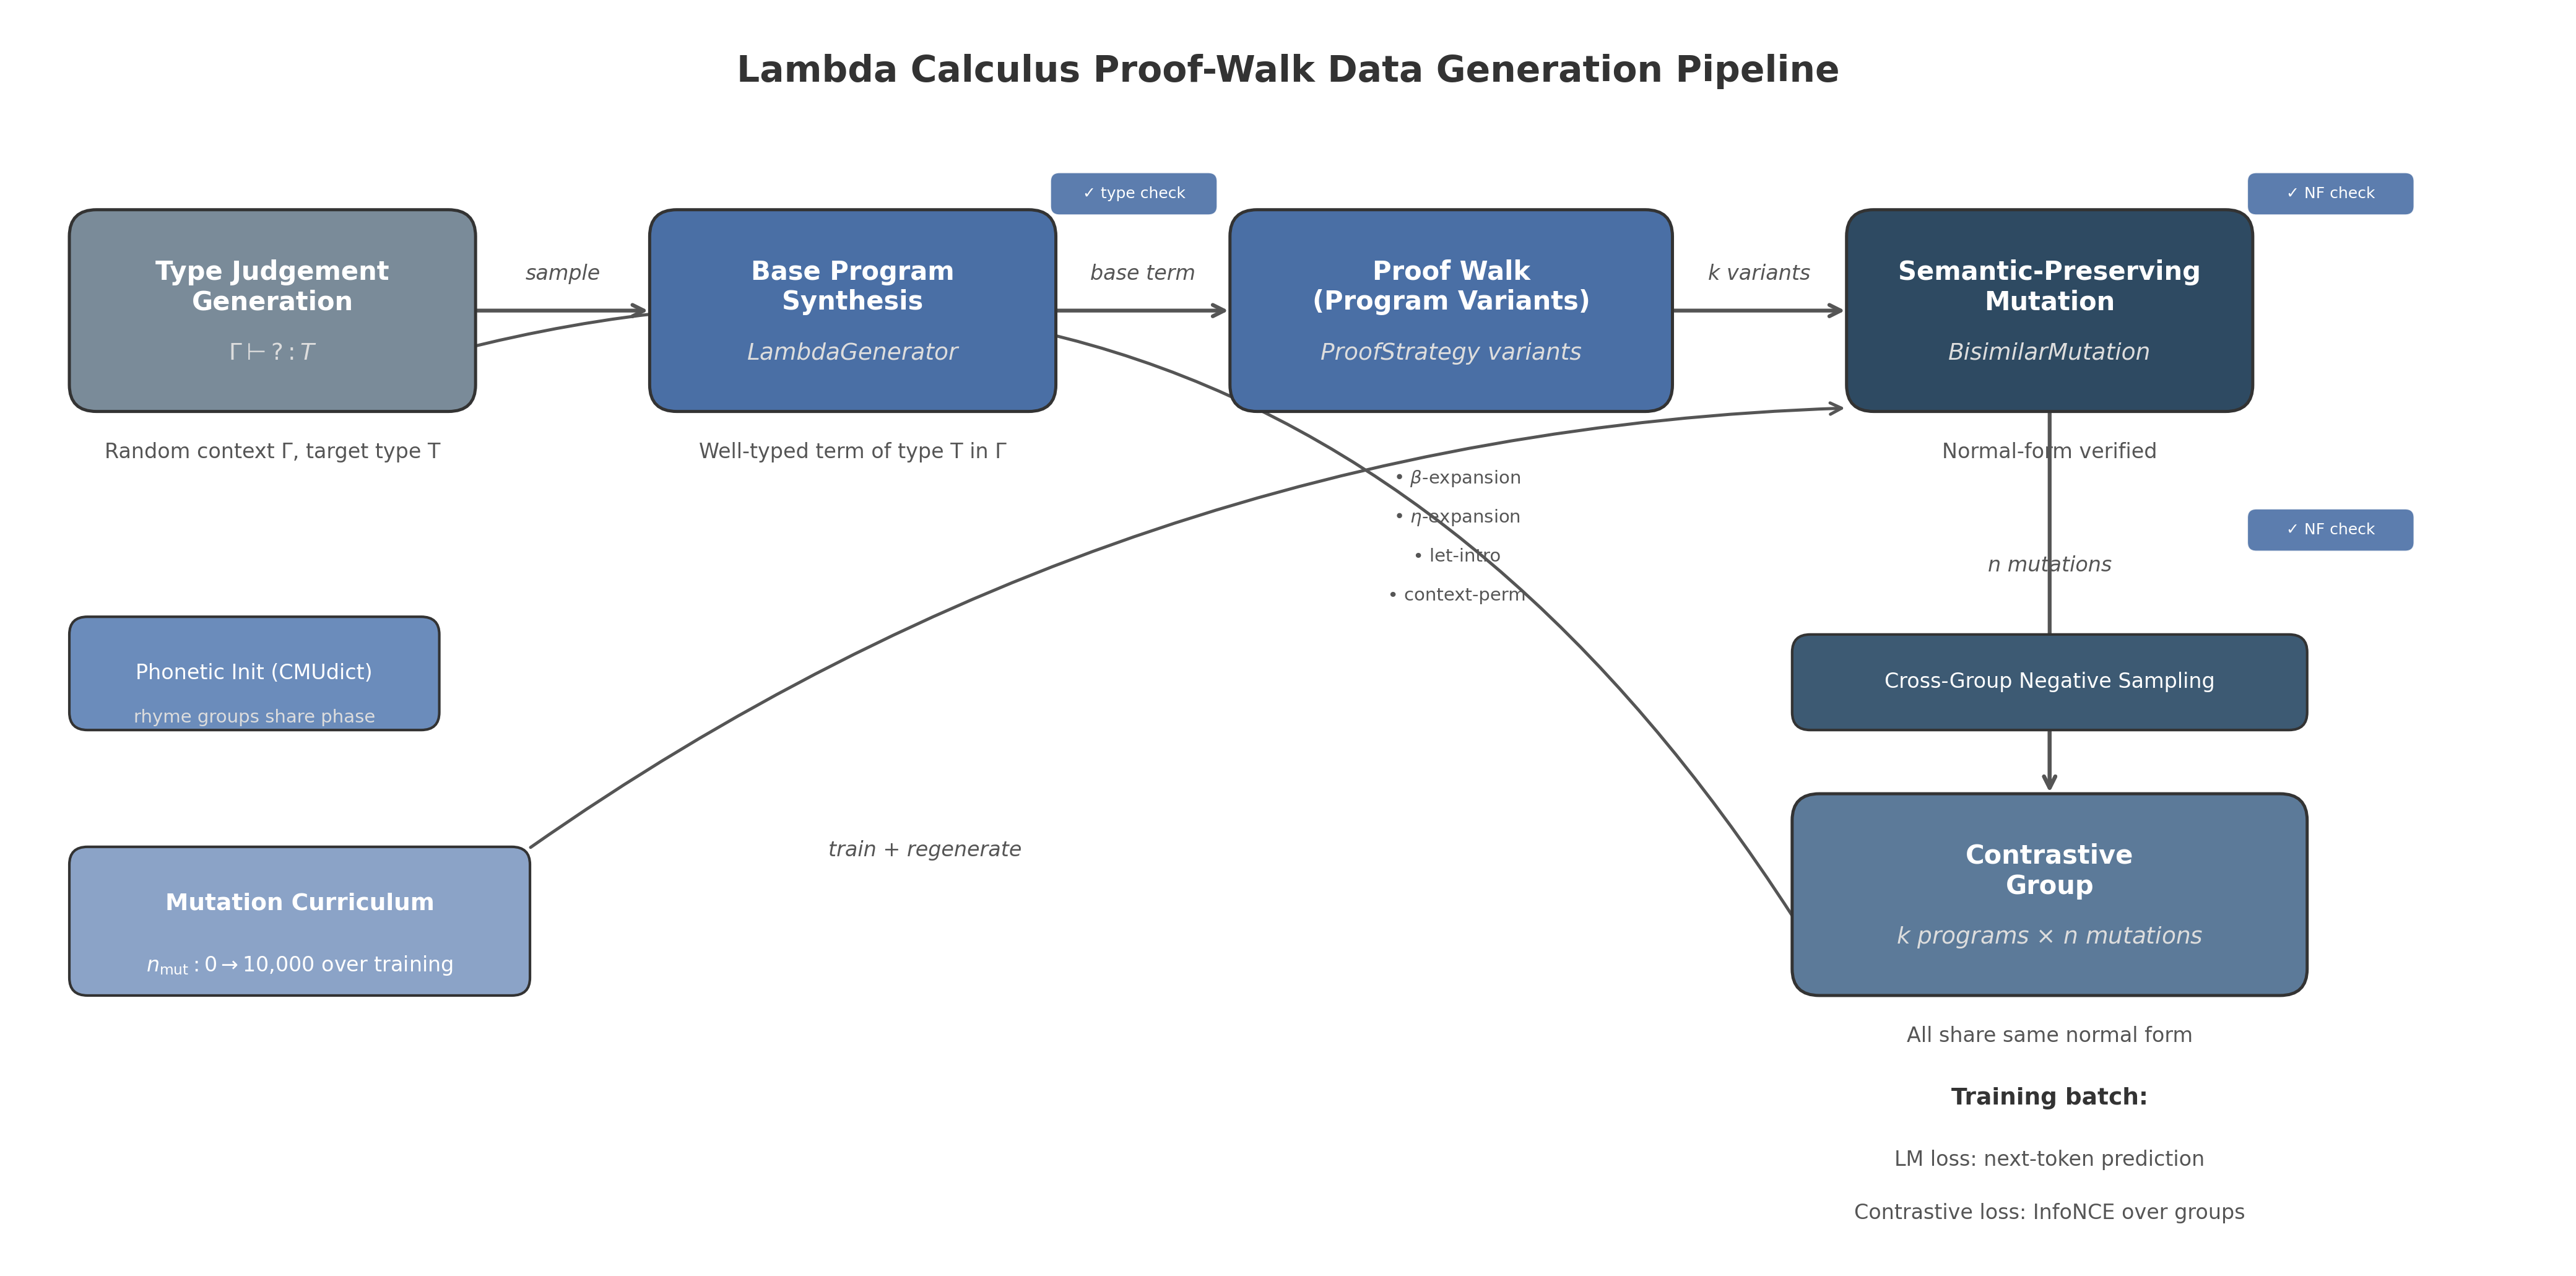 Lambda Calculus Proof-Walk Data Generation Pipeline
✓ type check
✓ NF check
Type Judgement
Generation
Γ ⊢ ? : T
sample
Base Program
Synthesis
LambdaGenerator
base term
Proof Walk
(Program Variants)
ProofStrategy variants
k variants
Semantic-Preserving
Mutation
BisimilarMutation
Random context Γ, target type T
Well-typed term of type T in Γ
Normal-form verified
• β-expansion
• η-expansion
• let-intro
• context-perm
✓ NF check
n mutations
Phonetic Init (CMUdict)
rhyme groups share phase
Cross-Group Negative Sampling
train + regenerate
Mutation Curriculum
n_mut : 0 → 10,000 over training
Contrastive
Group
k programs × n mutations
All share same normal form
Training batch:
LM loss: next-token prediction
Contrastive loss: InfoNCE over groups